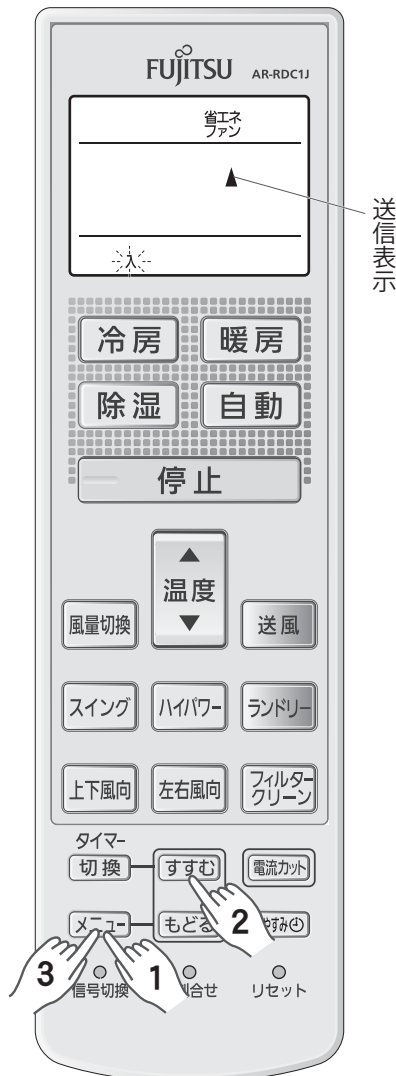 FUJITSU AR-RDC1J
省エネ
ファン
入
送信表示
冷房 暖房
除湿 自動
停止
温度
風量切換 送風
スイング ハイパワー ランドリー
上下風向 左右風向 フィルター
クリーン
タイマー
切換 すすむ 電流カット
メニュー もどる
2
3 1
信号切換 リセット